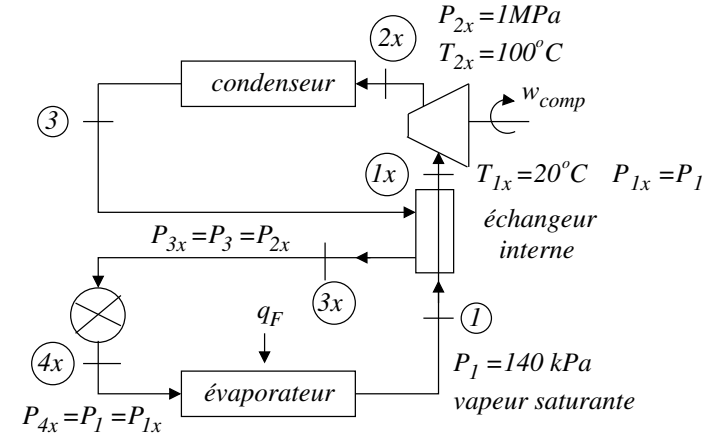 P2x =1MPa
2x
T2x =100°C
condenseur
wcomp
3
1x
T1x =20°C P1x =P1
échangeur
interne
P3x =P3 =P2x
3x
1
qF
4x
P1 =140 kPa
évaporateur
vapeur saturante
P4x =P1 =P1x